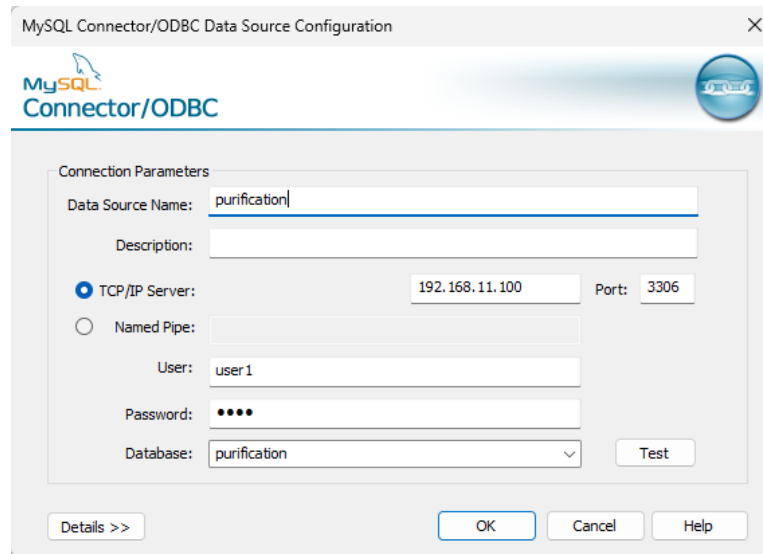 MySQL Connector/ODBC Data Source Configuration
MySQL
Connector/ODBC
Connection Parameters
Data Source Name: purification
Description:
TCP/IP Server: 192.168.11.100 Port: 3306
Named Pipe:
User: user1
Password: ••••
Database: purification Test
Details >> OK Cancel Help